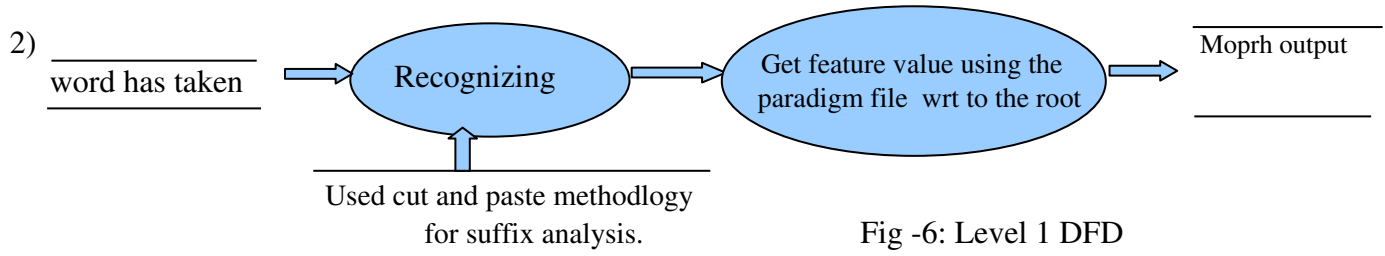 2)
word has taken
Recognizing
Get feature value using the
paradigm file wrt to the root
Moprh output
Used cut and paste methodlogy
for suffix analysis.
Fig -6: Level 1 DFD